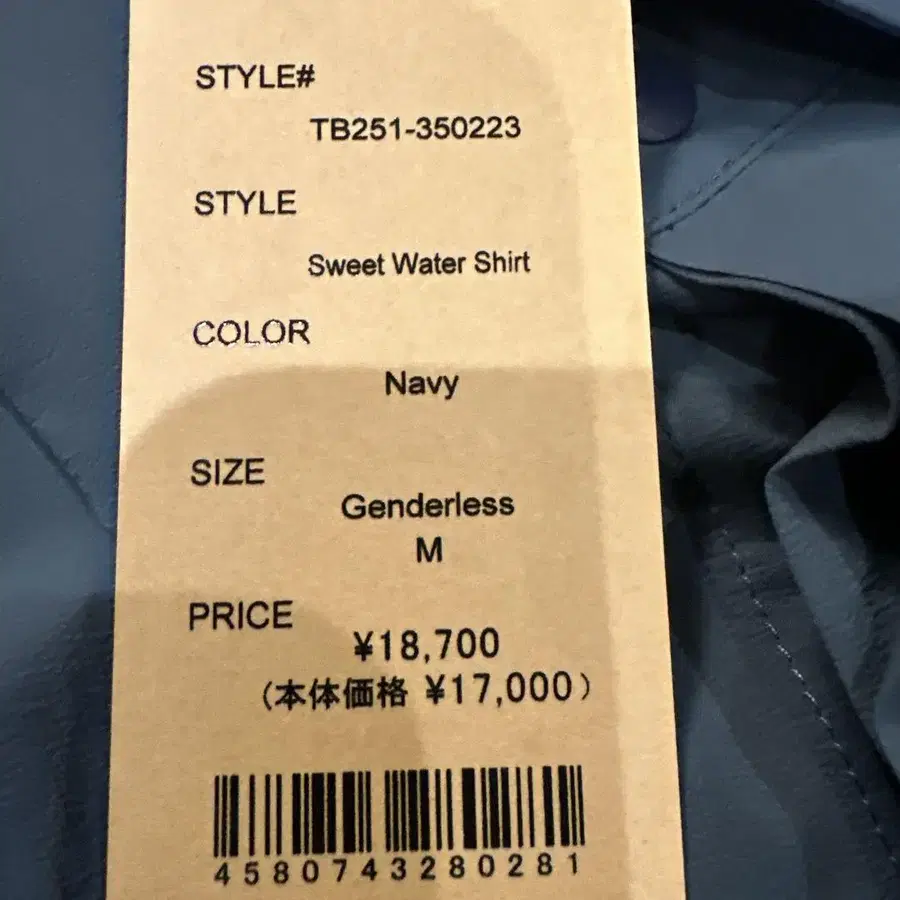 STYLE#
TB251-350223
STYLE
Sweet Water Shirt
COLOR
Navy
SIZE
Genderless
M
PRICE
¥18,700
(本体価格 ¥17,000)
4580743280281